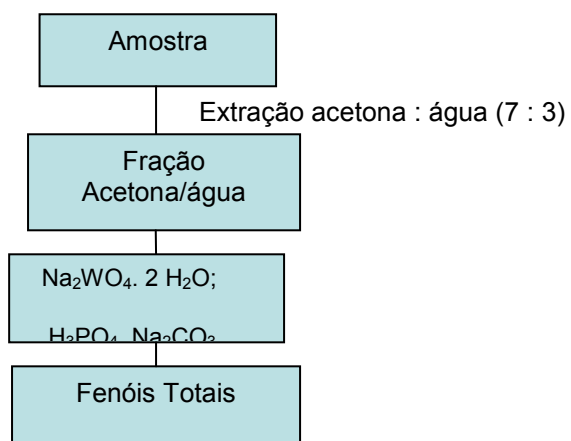 Amostra
Extração acetona : água (7 : 3)
Fração
Acetona/água
Na₂WO₄. 2 H₂O;
H₃PO₄ Na₂CO₃
Fenóis Totais